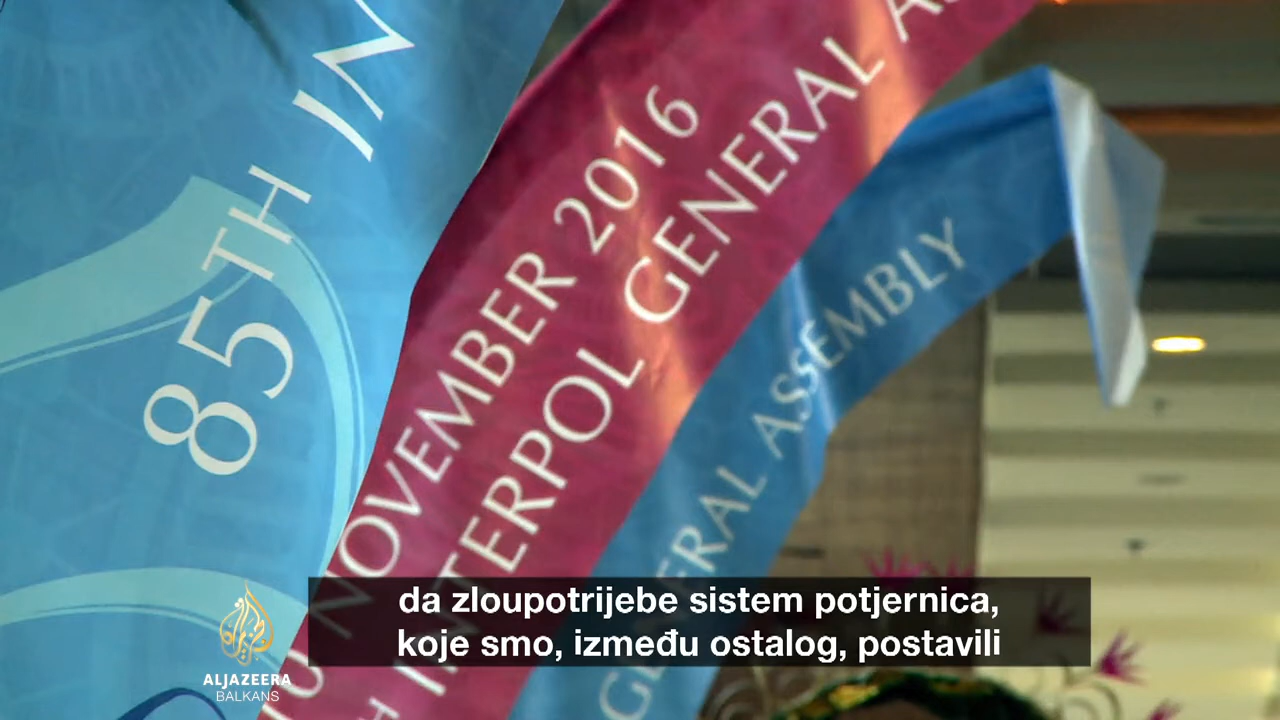 85TH IN
NOVEMBER 2016
INTERPOL GENERAL
GENERAL ASSEMBLY
da zloupotrijebe sistem potjernica,
koje smo, između ostalog, postavili
ALJAZEERA
BALKANS